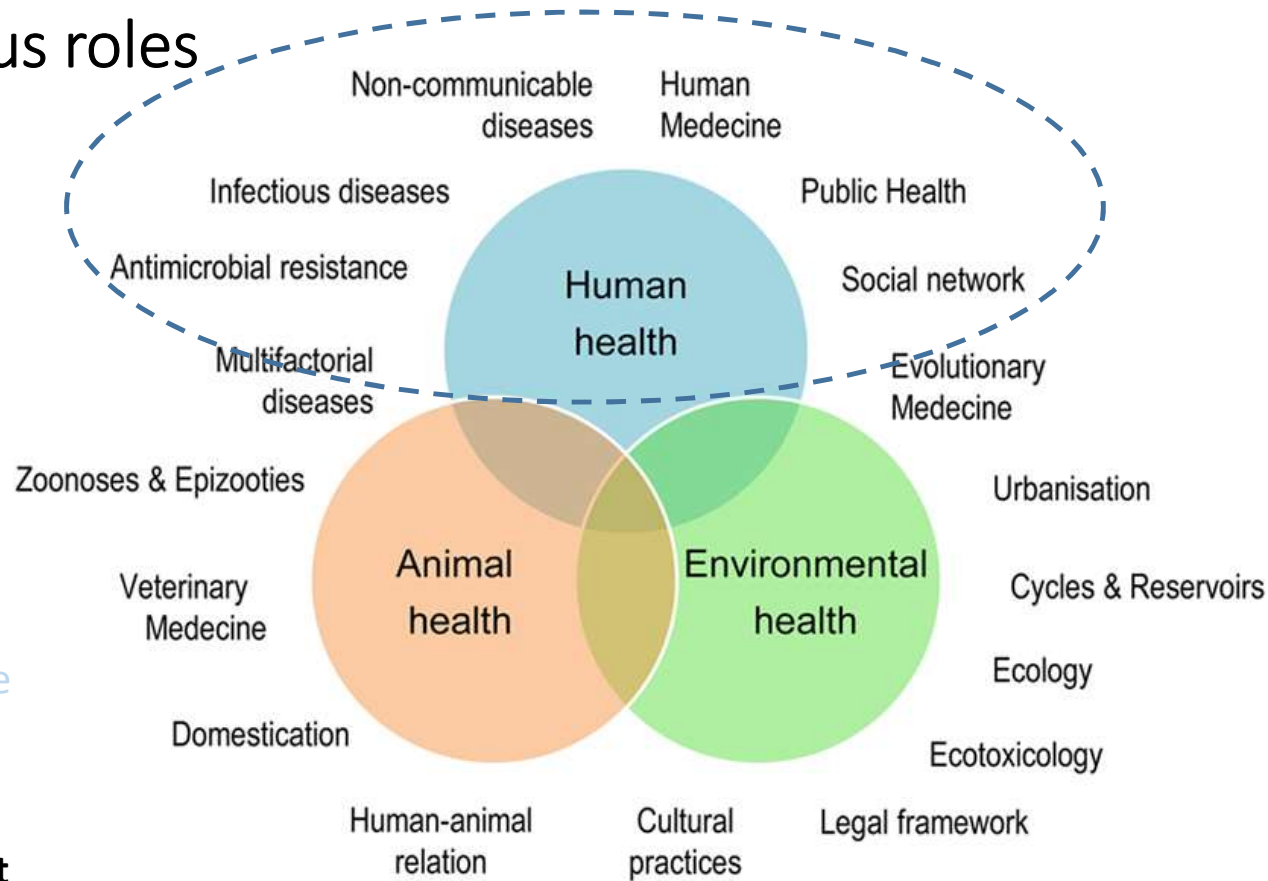 us roles
Non-communicable
diseases
Human
Medecine
Infectious diseases
Public Health
Antimicrobial resistance
Social network
Human
health
Multifactorial
diseases
Evolutionary
Medecine
Zoonoses & Epizooties
Urbanisation
Animal
health
Environmental
health
Veterinary
Medecine
Cycles & Reservoirs
Ecology
e
Domestication
Ecotoxicology
Human-animal
relation
Cultural
practices
Legal framework
t